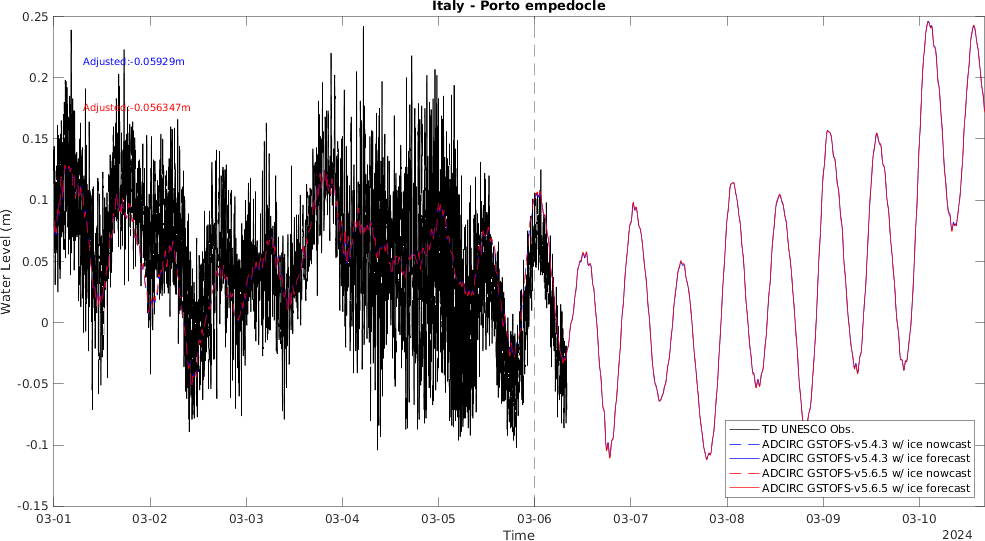 Italy - Porto empedocle
0.25
0.2
0.15
0.1
0.05
0
-0.05
-0.1
-0.15
Water Level (m)
Adjusted:-0.05929m
Adjusted:-0.056347m
TD UNESCO Obs.
ADCIRC GSTOFS-v5.4.3 w/ ice nowcast
ADCIRC GSTOFS-v5.4.3 w/ ice forecast
ADCIRC GSTOFS-v5.6.5 w/ ice nowcast
ADCIRC GSTOFS-v5.6.5 w/ ice forecast
03-01 03-02 03-03 03-04 03-05 03-06 03-07 03-08 03-09 03-10
Time
2024